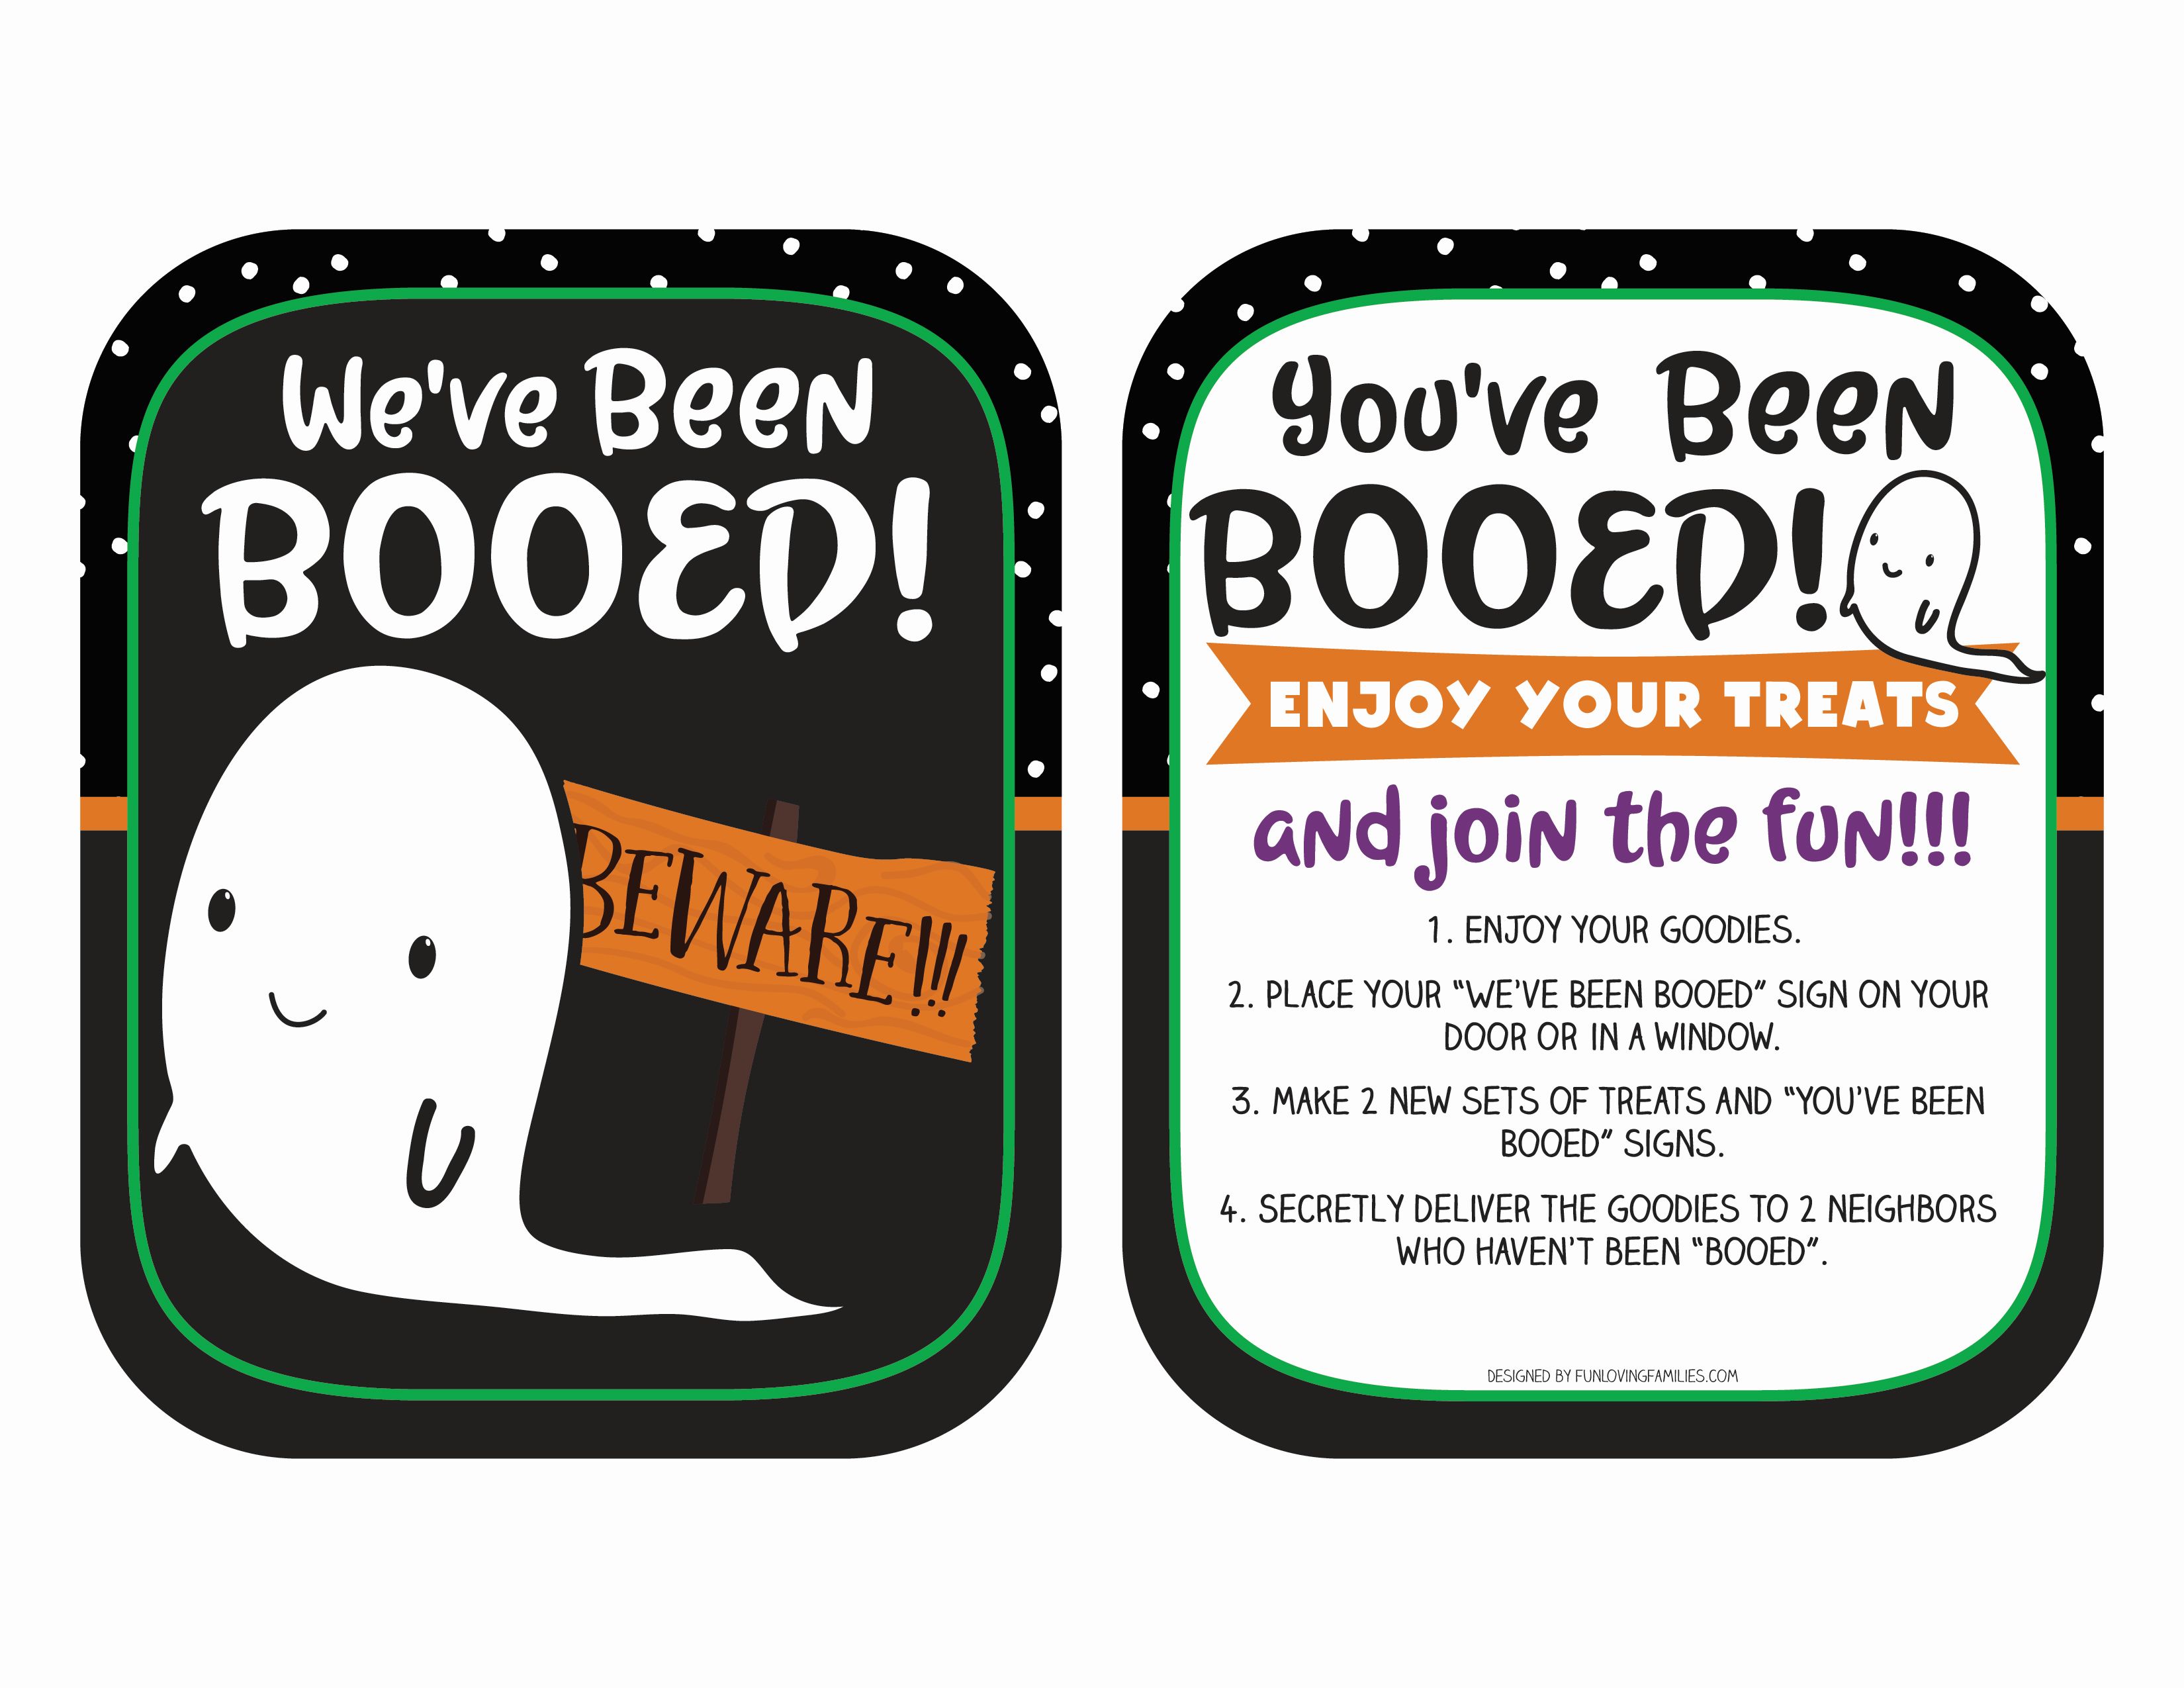 We've Been
BOOED!
BEWARE!!!
You've Been
BOOED!
ENJOY YOUR TREATS
and join the fun!!!
1. ENJOY YOUR GOODIES.
2. PLACE YOUR "WE'VE BEEN BOOED" SIGN ON YOUR
DOOR OR IN A WINDOW.
3. MAKE 2 NEW SETS OF TREATS AND "YOU'VE BEEN
BOOED" SIGNS.
4. SECRETLY DELIVER THE GOODIES TO 2 NEIGHBORS
WHO HAVEN'T BEEN "BOOED".
DESIGNED BY FUNLOVINGFAMILIES.COM